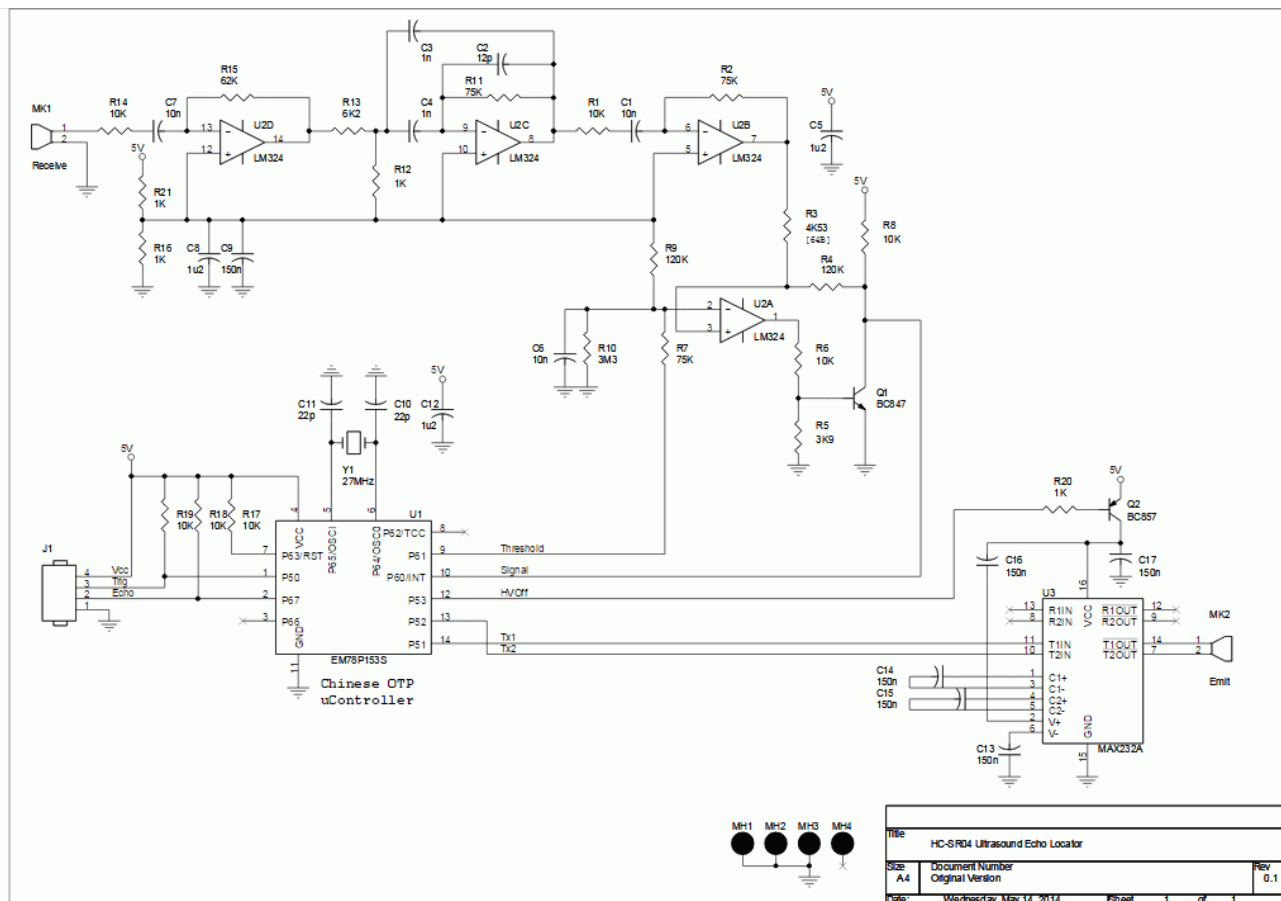 C3
1n
C2
12p
R15
62K
R11
75K
R2
75K
5V
MK1
R14
10K
C7
10n
R13
6K2
C4
1n
R1
10K
C1
10n
C5
1u2
1
2
13
12
14
U2D
LM324
9
10
8
U2C
LM324
6
5
7
U2B
LM324
Receive
5V
R12
1K
5V
R21
1K
R3
4K53
[64B]
R8
10K
R16
1K
C8
1u2
C9
150n
R9
120K
R4
120K
2
3
1
U2A
LM324
C6
10n
R10
3M3
R7
75K
R6
10K
Q1
BC847
R5
3K9
C11
22p
C10
22p
5V
C12
1u2
Y1
27MHz
5V
R19
10K
R18
10K
R17
10K
4
5
6
U1
VCC
P65/OSCI
P64/OSC0
P62/TCC
8
7
P63/RST
P61
9
Threshold
J1
4
Vcc
3
Trig
2
Echo
1
1
P50
P60/INT
10
Signal
2
P67
P53
12
HVOff
3
P66
P52
13
GND
P51
14
Tx1
Tx2
11
EM78P153S
Chinese OTP
uController
5V
R20
1K
Q2
BC857
C16
150n
C17
150n
16
U3
13
R1IN
VCC
R1OUT
12
8
R2IN
R2OUT
9
MK2
11
T1IN
T1OUT
14
1
10
T2IN
T2OUT
7
2
Emit
C14
150n
C15
150n
1
C1+
3
C1-
4
C2+
5
C2-
2
V+
6
V-
GND
C13
150n
15
MAX232A
MH1
MH2
MH3
MH4
Title
HC-SR04 Ultrasound Echo Locator
Size
A4
Document Number
Original Version
Rev
0.1
Date:
Wednesday, May 14, 2014
Sheet
1
of
1